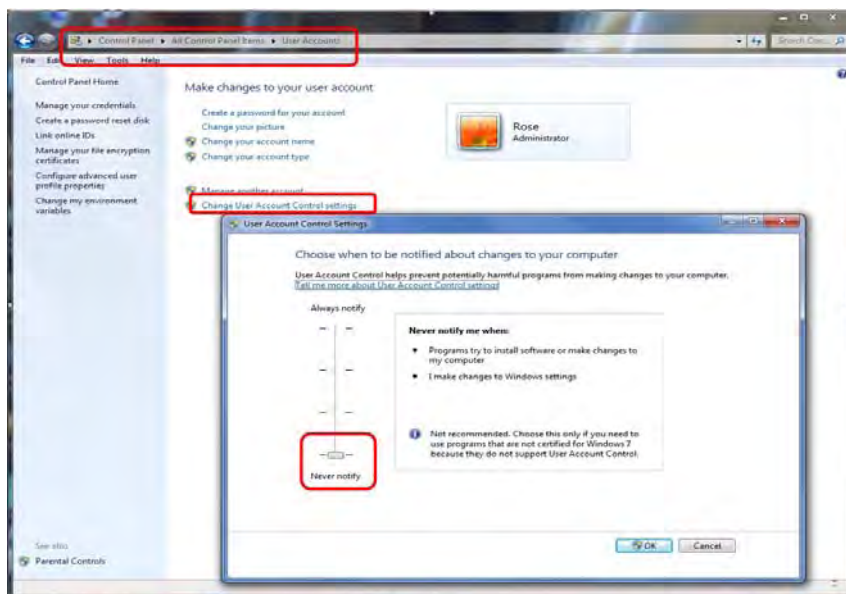 Control Panel ▸ All Control Panel Items ▸ User Accounts
File Edit View Tools Help
Control Panel Home
Manage your credentials
Create a password reset disk
Link online IDs
Manage your file encryption
certificates
Configure advanced user
profile properties
Change my environment
variables
See also
Parental Controls
Make changes to your user account
Create a password for your account
Change your picture
Change your account name
Change your account type
Manage another account
Change User Account Control settings
Rose
Administrator
User Account Control Settings
Choose when to be notified about changes to your computer
User Account Control helps prevent potentially harmful programs from making changes to your computer.
Tell me more about User Account Control settings
Always notify
Never notify
Never notify me when:
• Programs try to install software or make changes to
my computer
• I make changes to Windows settings
Not recommended. Choose this only if you need to
use programs that are not certified for Windows 7
because they do not support User Account Control.
OK Cancel